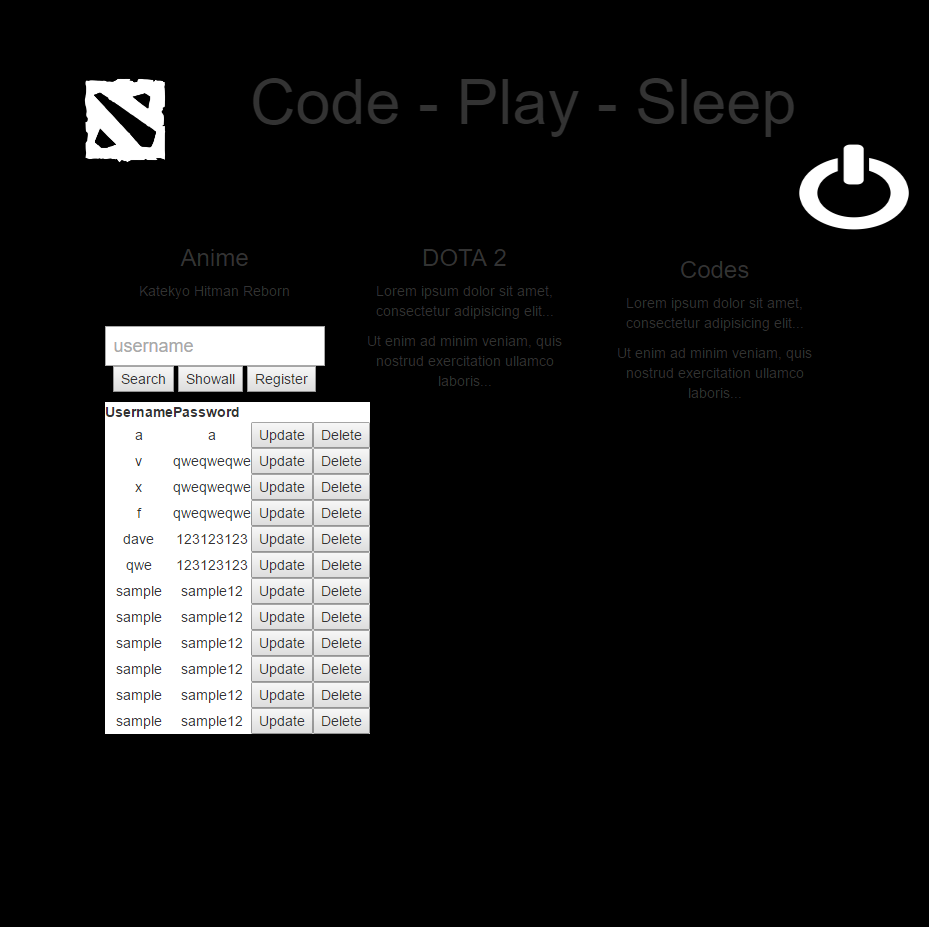 Code - Play - Sleep
Anime
Katekyo Hitman Reborn
username
Search Showall Register
UsernamePassword
a a Update Delete
v qweqweqwe Update Delete
x qweqweqwe Update Delete
f qweqweqwe Update Delete
dave 123123123 Update Delete
qwe 123123123 Update Delete
sample sample12 Update Delete
sample sample12 Update Delete
sample sample12 Update Delete
sample sample12 Update Delete
sample sample12 Update Delete
sample sample12 Update Delete
DOTA 2
Lorem ipsum dolor sit amet,
consectetur adipisicing elit...
Ut enim ad minim veniam, quis
nostrud exercitation ullamco
laboris...
Codes
Lorem ipsum dolor sit amet,
consectetur adipisicing elit...
Ut enim ad minim veniam, quis
nostrud exercitation ullamco
laboris...